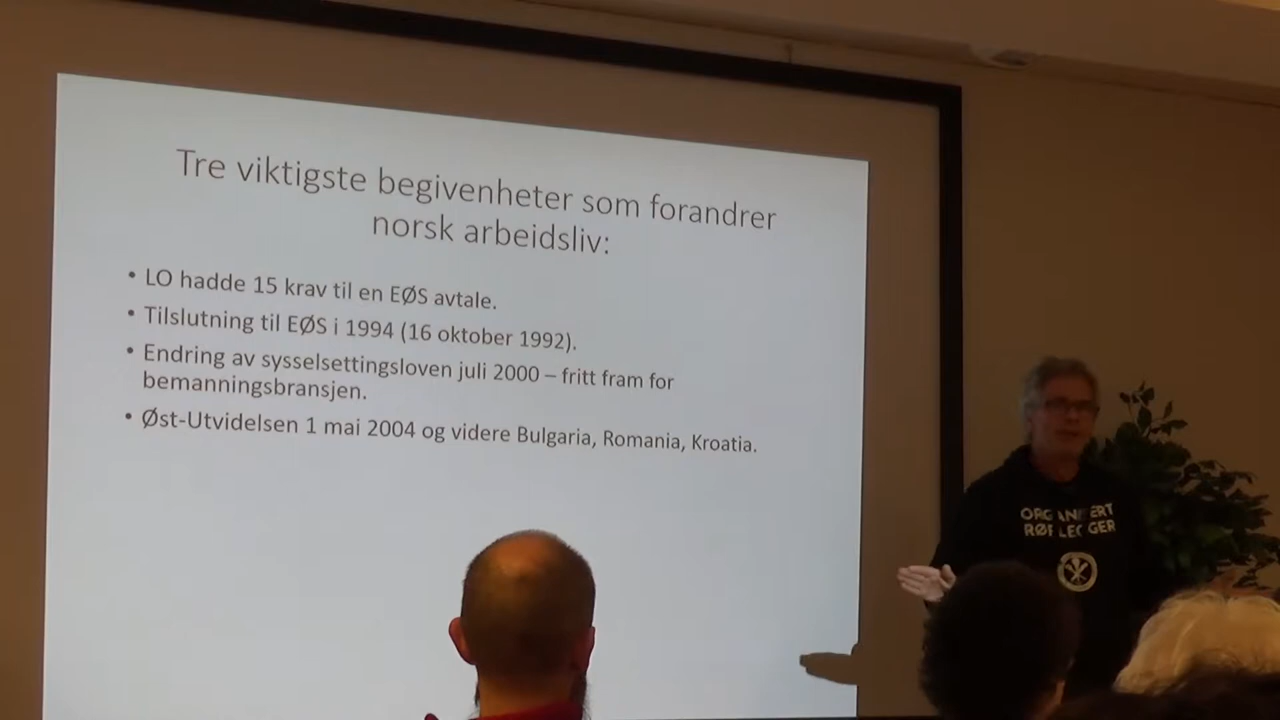 Tre viktigste begivenheter som forandrer
norsk arbeidsliv:
• LO hadde 15 krav til en EØS avtale.
• Tilslutning til EØS i 1994 (16 oktober 1992).
• Endring av sysselsettingsloven juli 2000 – fritt fram for
bemanningsbransjen.
• Øst-Utvidelsen 1 mai 2004 og videre Bulgaria, Romania, Kroatia.
ORGANISERT
RØRLEGGER